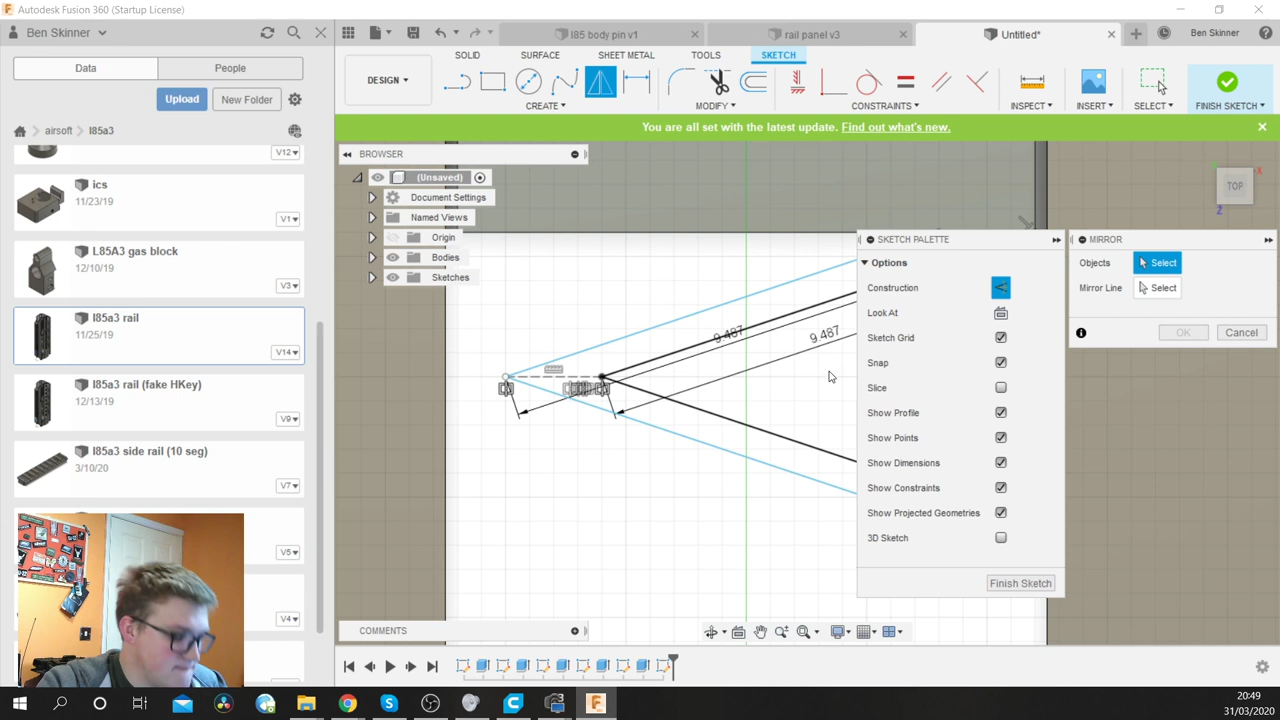 Autodesk Fusion 360 (Startup License)
Ben Skinner
l85 body pin v1
rail panel v3
Untitled*
Ben Skinner
People
Upload
New Folder
airsoft
l85a3
DESIGN
SOLID
SURFACE
SHEET METAL
TOOLS
SKETCH
CREATE
MODIFY
CONSTRAINTS
INSPECT
INSERT
SELECT
FINISH SKETCH
You are all set with the latest update. Find out what's new.
V12
ics
11/23/19
V1
L85A3 gas block
12/10/19
V3
l85a3 rail
11/25/19
V14
l85a3 rail (fake HKey)
12/13/19
V9
l85a3 side rail (10 seg)
3/10/20
V7
V5
V4
BROWSER
(Unsaved)
Document Settings
Named Views
Origin
Bodies
Sketches
9.487
9.487
TOP
X
Z
SKETCH PALETTE
Options
Construction
Look At
Sketch Grid
Snap
Slice
Show Profile
Show Points
Show Dimensions
Show Constraints
Show Projected Geometries
3D Sketch
Finish Sketch
MIRROR
Objects
Select
Mirror Line
Select
OK
Cancel
COMMENTS
20:49
31/03/2020